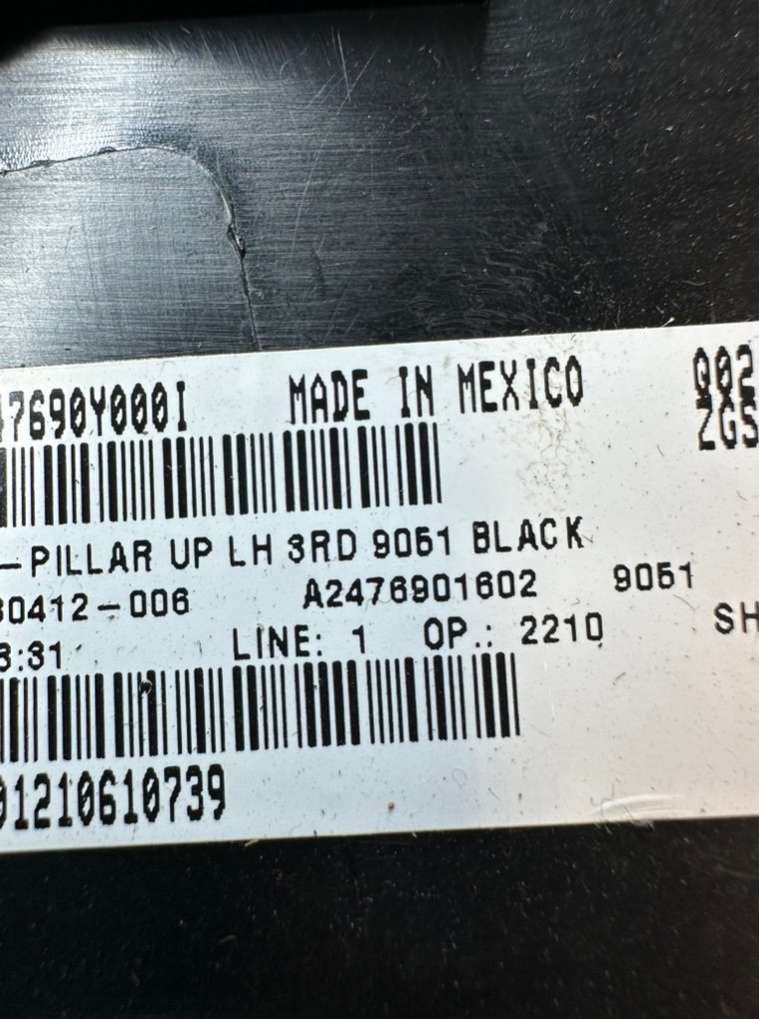 47690Y000I MADE IN MEXICO Q02
ZGS
-PILLAR UP LH 3RD 9051 BLACK
30412-006 A2476901602 9051
3:31 LINE: 1 OP.: 2210 SH
01210610739